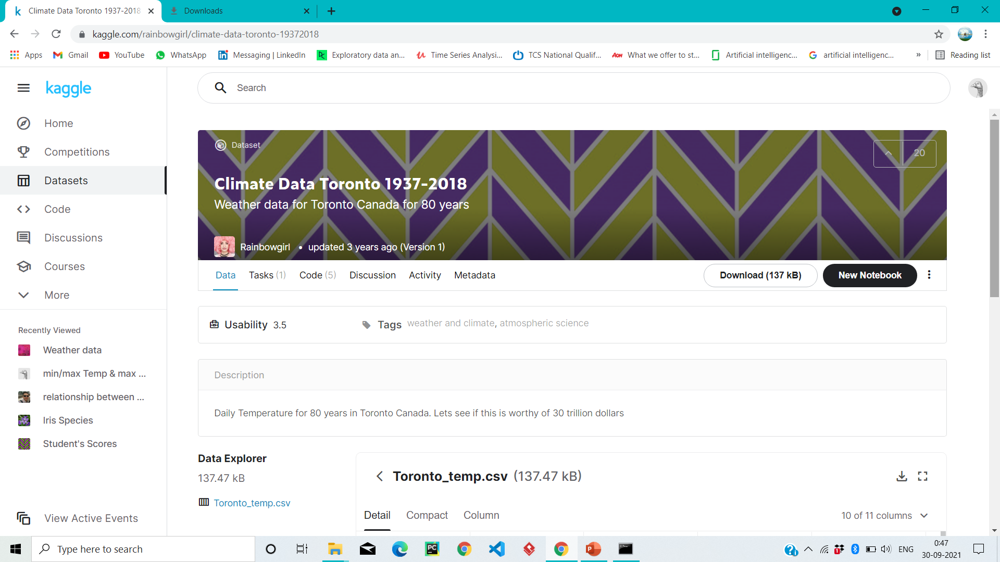 Climate Data Toronto 1937-2018
Downloads
kaggle.com/rainbowgirl/climate-data-toronto-19372018
Apps
Gmail
YouTube
WhatsApp
Messaging | LinkedIn
Exploratory data an...
Time Series Analysi...
TCS National Qualif...
What we offer to st...
Artificial intelligenc...
artificial intelligenc...
»
Reading list
kaggle
Search
Home
Competitions
Datasets
Code
Discussions
Courses
More
Recently Viewed
Weather data
min/max Temp & max ...
relationship between ...
Iris Species
Student's Scores
View Active Events
Dataset
20
Climate Data Toronto 1937-2018
Weather data for Toronto Canada for 80 years
Rainbowgirl • updated 3 years ago (Version 1)
Data
Tasks (1)
Code (5)
Discussion
Activity
Metadata
Download (137 kB)
New Notebook
Usability 3.5
Tags weather and climate, atmospheric science
Description
Daily Temperature for 80 years in Toronto Canada. Lets see if this is worthy of 30 trillion dollars
Data Explorer
137.47 kB
Toronto_temp.csv
Toronto_temp.csv (137.47 kB)
Detail
Compact
Column
10 of 11 columns
Type here to search
ENG
0:47
30-09-2021